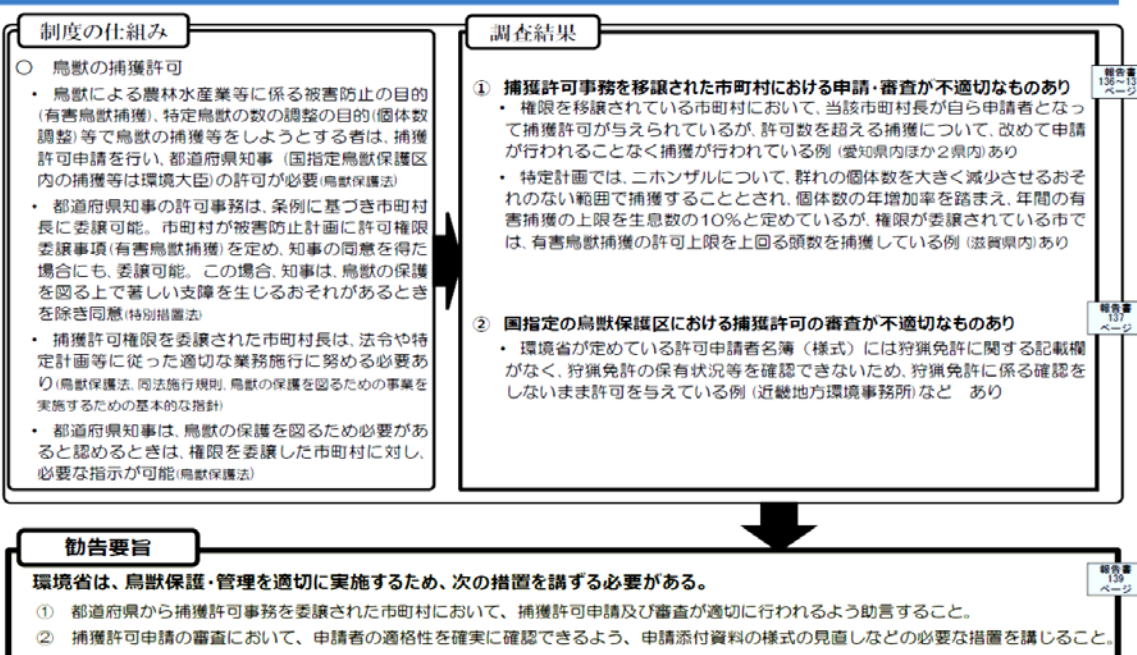 制度の仕組み
○ 鳥獣の捕獲許可
・ 鳥獣による農林水産業等に係る被害防止の目的
(有害鳥獣捕獲)、特定鳥獣の数の調整の目的(個体数
調整)等で鳥獣の捕獲等をしようとする者は、捕獲
許可申請を行い、都道府県知事 (国指定鳥獣保護区
内の捕獲等は環境大臣)の許可が必要(鳥獣保護法)
・ 都道府県知事の許可事務は、条例に基づき市町村
長に委譲可能。市町村が被害防止計画に許可権限
委譲事項(有害鳥獣捕獲)を定め、知事の同意を得た
場合にも、委譲可能。この場合、知事は、鳥獣の保護
を図る上で著しい支障を生じるおそれがあるとき
を除き同意(特別措置法)
・ 捕獲許可権限を委譲された市町村長は、法令や特
定計画等に従った適切な業務施行に努める必要あ
り(鳥獣保護法、同法施行規則、鳥獣の保護を図るための事業を
実施するための基本的な指針)
・ 都道府県知事は、鳥獣の保護を図るため必要があ
ると認めるときは、権限を委譲した市町村に対し、
必要な指示が可能(鳥獣保護法)
調査結果
① 捕獲許可事務を移譲された市町村における申請・審査が不適切なものあり
報告書
ページ
・ 権限を移譲されている市町村において、当該市町村長が自ら申請者となっ
て捕獲許可が与えられているが、許可数を超える捕獲について、改めて申請
が行われることなく捕獲が行われている例 (愛知県内ほか2県内)あり
・ 特定計画では、ニホンザルについて、群れの個体数を大きく減少させるおそ
れのない範囲で捕獲することとされ、個体数の年増加率を踏まえ、年間の有
害捕獲の上限を生息数の10%と定めているが、権限が委譲されている市で
は、有害鳥獣捕獲の許可上限を上回る頭数を捕獲している例 (滋賀県内)あり
② 国指定の鳥獣保護区における捕獲許可の審査が不適切なものあり
報告書
137
ページ
・ 環境省が定めている許可申請者名簿（様式）には狩猟免許に関する記載欄
がなく、狩猟免許の保有状況等を確認できないため、狩猟免許に係る確認を
しないまま許可を与えている例 (近畿地方環境事務所)など あり
勧告要旨
環境省は、鳥獣保護・管理を適切に実施するため、次の措置を講ずる必要がある。
報告書
139
ページ
① 都道府県から捕獲許可事務を委譲された市町村において、捕獲許可申請及び審査が適切に行われるよう助言すること。
② 捕獲許可申請の審査において、申請者の適格性を確実に確認できるよう、申請添付資料の様式の見直しなどの必要な措置を講じること。